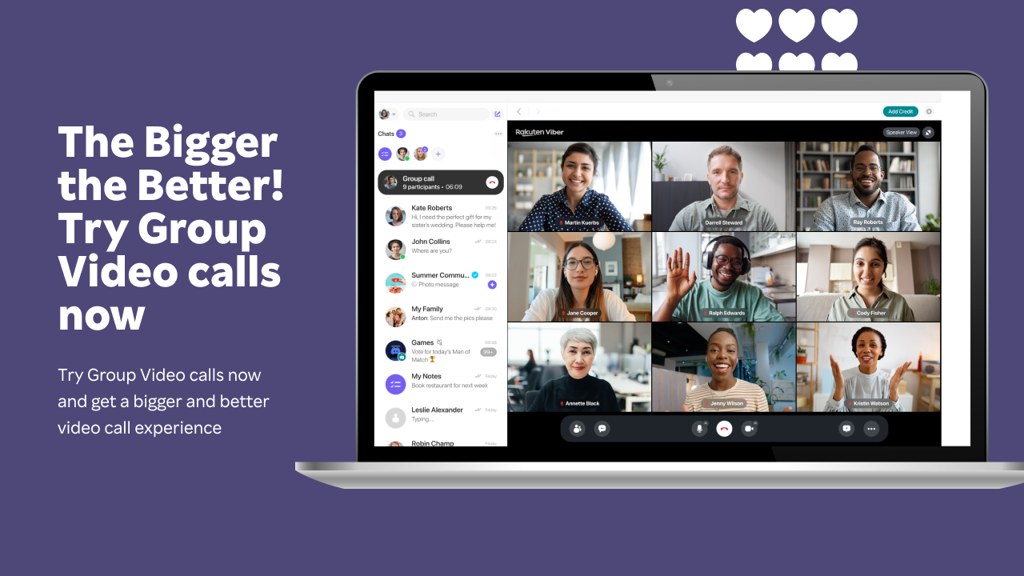 The Bigger
the Better!
Try Group
Video calls
now
Try Group Video calls now
and get a bigger and better
video call experience
Search
Chats
Group call
9 participants • 06:09
Kate Roberts
Hi, I need the perfect gift for my
sister's wedding. Please help me!
John Collins
Where are you?
Summer Commu...
Photo message
My Family
Anton: Send me the pics please
Games
Vote for today's Man of
Match
99+
My Notes
Friday
Book restaurant for next week
Leslie Alexander
Friday
Typing...
Robin Champ
Add Credit
Rakuten Viber
Speaker View
Martin Kuerbs
Darrell Steward
Ray Roberts
Jane Cooper
Ralph Edwards
Cody Fisher
Annette Black
Jenny Wilson
Kristin Watson